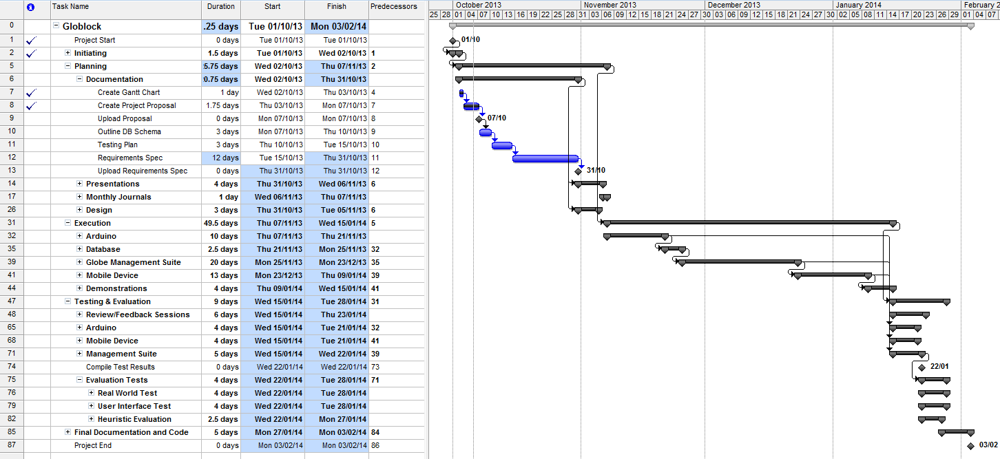 Task Name Duration Start Finish Predecessors October 2013 November 2013 December 2013 January 2014 February 2
25 28 01 04 07 10 13 16 19 22 25 28 31 03 06 09 12 15 18 21 24 27 30 03 06 09 12 15 18 21 24 27 30 02 05 08 11 14 17 20 23 26 29 01 04 07
0 Globlock .25 days Tue 01/10/13 Mon 03/02/14
1 Project Start 0 days Tue 01/10/13 Tue 01/10/13 01/10
2 Initiating 1.5 days Tue 01/10/13 Wed 02/10/13 1
5 Planning 5.75 days Wed 02/10/13 Thu 07/11/13 2
6 Documentation 0.75 days Wed 02/10/13 Thu 31/10/13
7 Create Gantt Chart 1 day Wed 02/10/13 Thu 03/10/13 4
8 Create Project Proposal 1.75 days Thu 03/10/13 Mon 07/10/13 7
9 Upload Proposal 0 days Mon 07/10/13 Mon 07/10/13 8 07/10
10 Outline DB Schema 3 days Mon 07/10/13 Thu 10/10/13 9
11 Testing Plan 3 days Thu 10/10/13 Tue 15/10/13 10
12 Requirements Spec 12 days Tue 15/10/13 Thu 31/10/13 11
13 Upload Requirements Spec 0 days Thu 31/10/13 Thu 31/10/13 12 31/10
14 Presentations 4 days Thu 31/10/13 Wed 06/11/13 6
17 Monthly Journals 1 day Wed 06/11/13 Thu 07/11/13
26 Design 3 days Thu 31/10/13 Tue 05/11/13 6
31 Execution 49.5 days Thu 07/11/13 Wed 15/01/14 5
32 Arduino 10 days Thu 07/11/13 Thu 21/11/13
35 Database 2.5 days Thu 21/11/13 Mon 25/11/13 32
39 Globe Management Suite 20 days Mon 25/11/13 Mon 23/12/13 35
41 Mobile Device 13 days Mon 23/12/13 Thu 09/01/14 39
44 Demonstrations 4 days Thu 09/01/14 Wed 15/01/14 41
47 Testing & Evaluation 9 days Wed 15/01/14 Tue 28/01/14 31
48 Review/Feedback Sessions 6 days Wed 15/01/14 Thu 23/01/14
65 Arduino 4 days Wed 15/01/14 Tue 21/01/14 32
68 Mobile Device 4 days Wed 15/01/14 Tue 21/01/14 41
71 Management Suite 5 days Wed 15/01/14 Wed 22/01/14 39
74 Compile Test Results 0 days Wed 22/01/14 Wed 22/01/14 73 22/01
75 Evaluation Tests 4 days Wed 22/01/14 Tue 28/01/14 71
76 Real World Test 4 days Wed 22/01/14 Tue 28/01/14
79 User Interface Test 4 days Wed 22/01/14 Tue 28/01/14
82 Heuristic Evaluation 2.5 days Wed 22/01/14 Mon 27/01/14
85 Final Documentation and Code 5 days Mon 27/01/14 Mon 03/02/14 84
87 Project End 0 days Mon 03/02/14 Mon 03/02/14 86 03/02